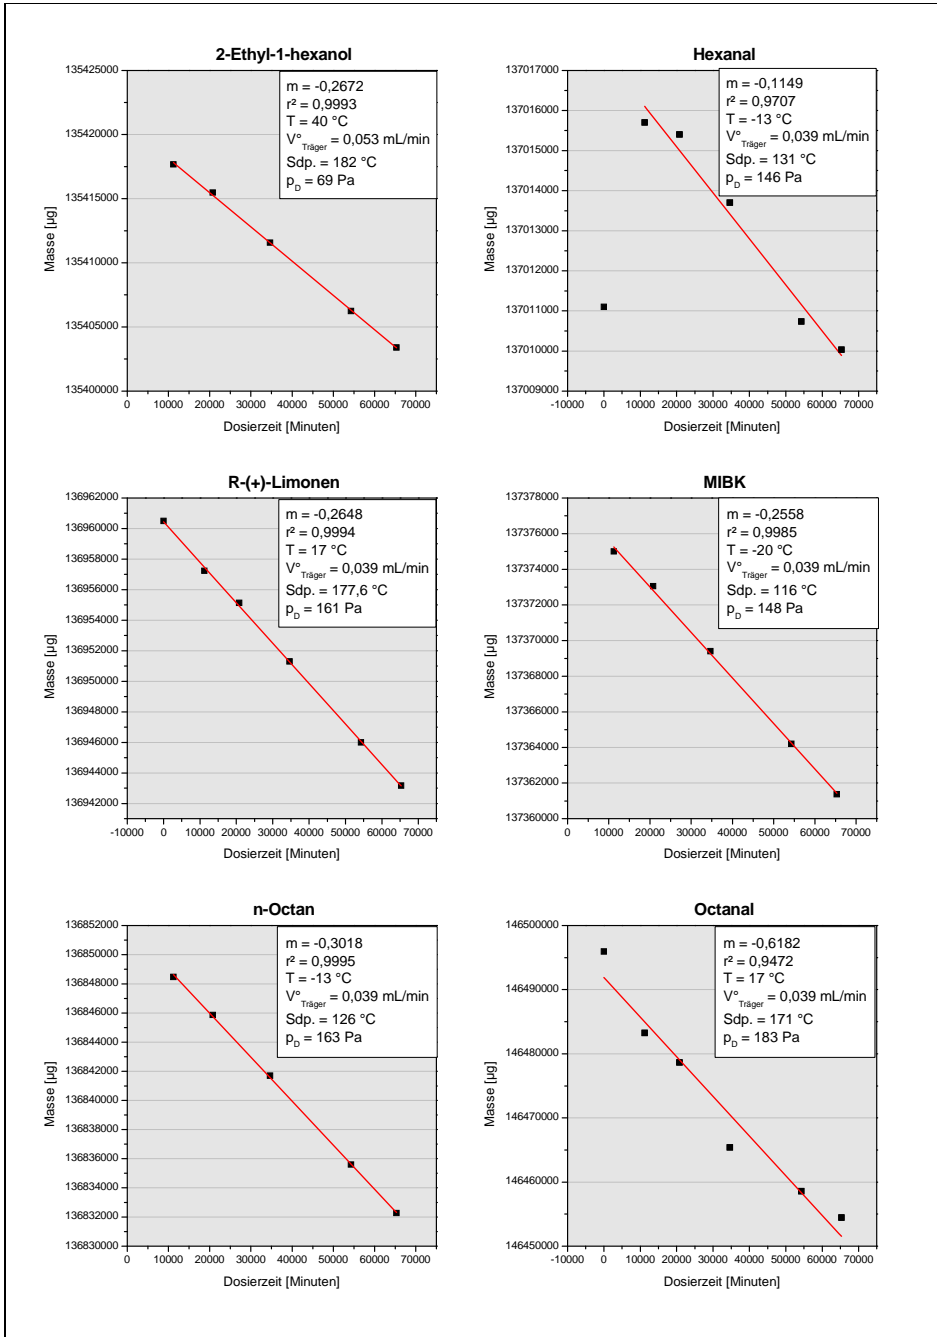 2-Ethyl-1-hexanol
135425000
135420000
135415000
135410000
135405000
135400000
Masse [µg]
m = -0,2672
r² = 0,9993
T = 40 °C
V°Träger = 0,053 mL/min
Sdp. = 182 °C
pD = 69 Pa
0 10000 20000 30000 40000 50000 60000 70000
Dosierzeit [Minuten]
Hexanal
137017000
137016000
137015000
137014000
137013000
137012000
137011000
137010000
137009000
Masse [µg]
m = -0,1149
r² = 0,9707
T = -13 °C
V°Träger = 0,039 mL/min
Sdp. = 131 °C
pD = 146 Pa
-10000 0 10000 20000 30000 40000 50000 60000 70000
Dosierzeit [Minuten]
R-(+)-Limonen
136962000
136960000
136958000
136956000
136954000
136952000
136950000
136948000
136946000
136944000
136942000
Masse [µg]
m = -0,2648
r² = 0,9994
T = 17 °C
V°Träger = 0,039 mL/min
Sdp. = 177,6 °C
pD = 161 Pa
-10000 0 10000 20000 30000 40000 50000 60000 70000
Dosierzeit [Minuten]
MIBK
137378000
137376000
137374000
137372000
137370000
137368000
137366000
137364000
137362000
137360000
Masse [µg]
m = -0,2558
r² = 0,9985
T = -20 °C
V°Träger = 0,039 mL/min
Sdp. = 116 °C
pD = 148 Pa
0 10000 20000 30000 40000 50000 60000 70000
Dosierzeit [Minuten]
n-Octan
136852000
136850000
136848000
136846000
136844000
136842000
136840000
136838000
136836000
136834000
136832000
136830000
Masse [µg]
m = -0,3018
r² = 0,9995
T = -13 °C
V°Träger = 0,039 mL/min
Sdp. = 126 °C
pD = 163 Pa
0 10000 20000 30000 40000 50000 60000 70000
Dosierzeit [Minuten]
Octanal
146500000
146490000
146480000
146470000
146460000
146450000
Masse [µg]
m = -0,6182
r² = 0,9472
T = 17 °C
V°Träger = 0,039 mL/min
Sdp. = 171 °C
pD = 183 Pa
-10000 0 10000 20000 30000 40000 50000 60000 70000
Dosierzeit [Minuten]